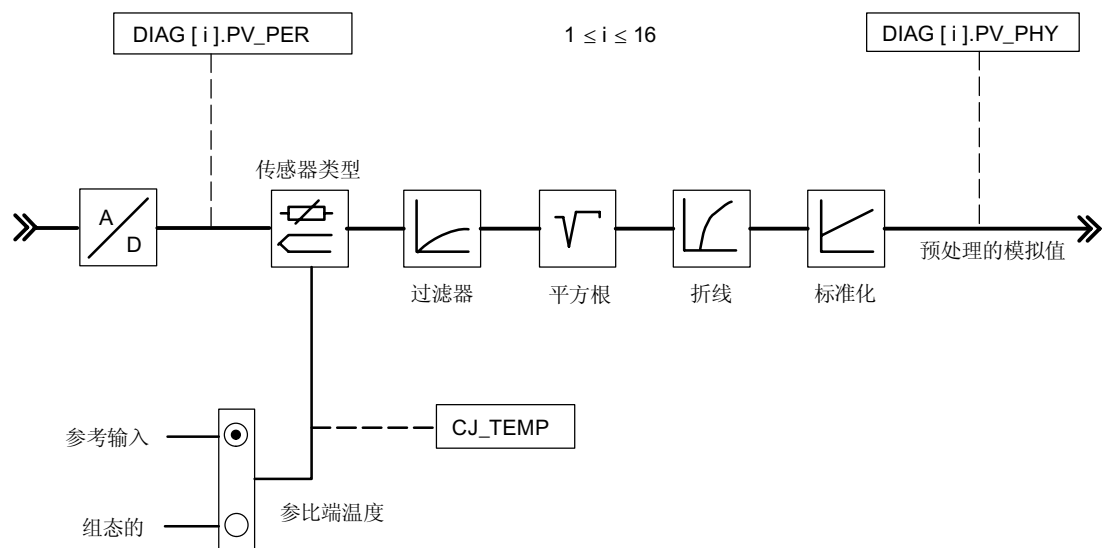 DIAG [ i ].PV_PER
1 ≤ i ≤ 16
DIAG [ i ].PV_PHY
传感器类型
A
D
预处理的模拟值
过滤器
平方根
折线
标准化
参考输入
CJ_TEMP
参比端温度
组态的